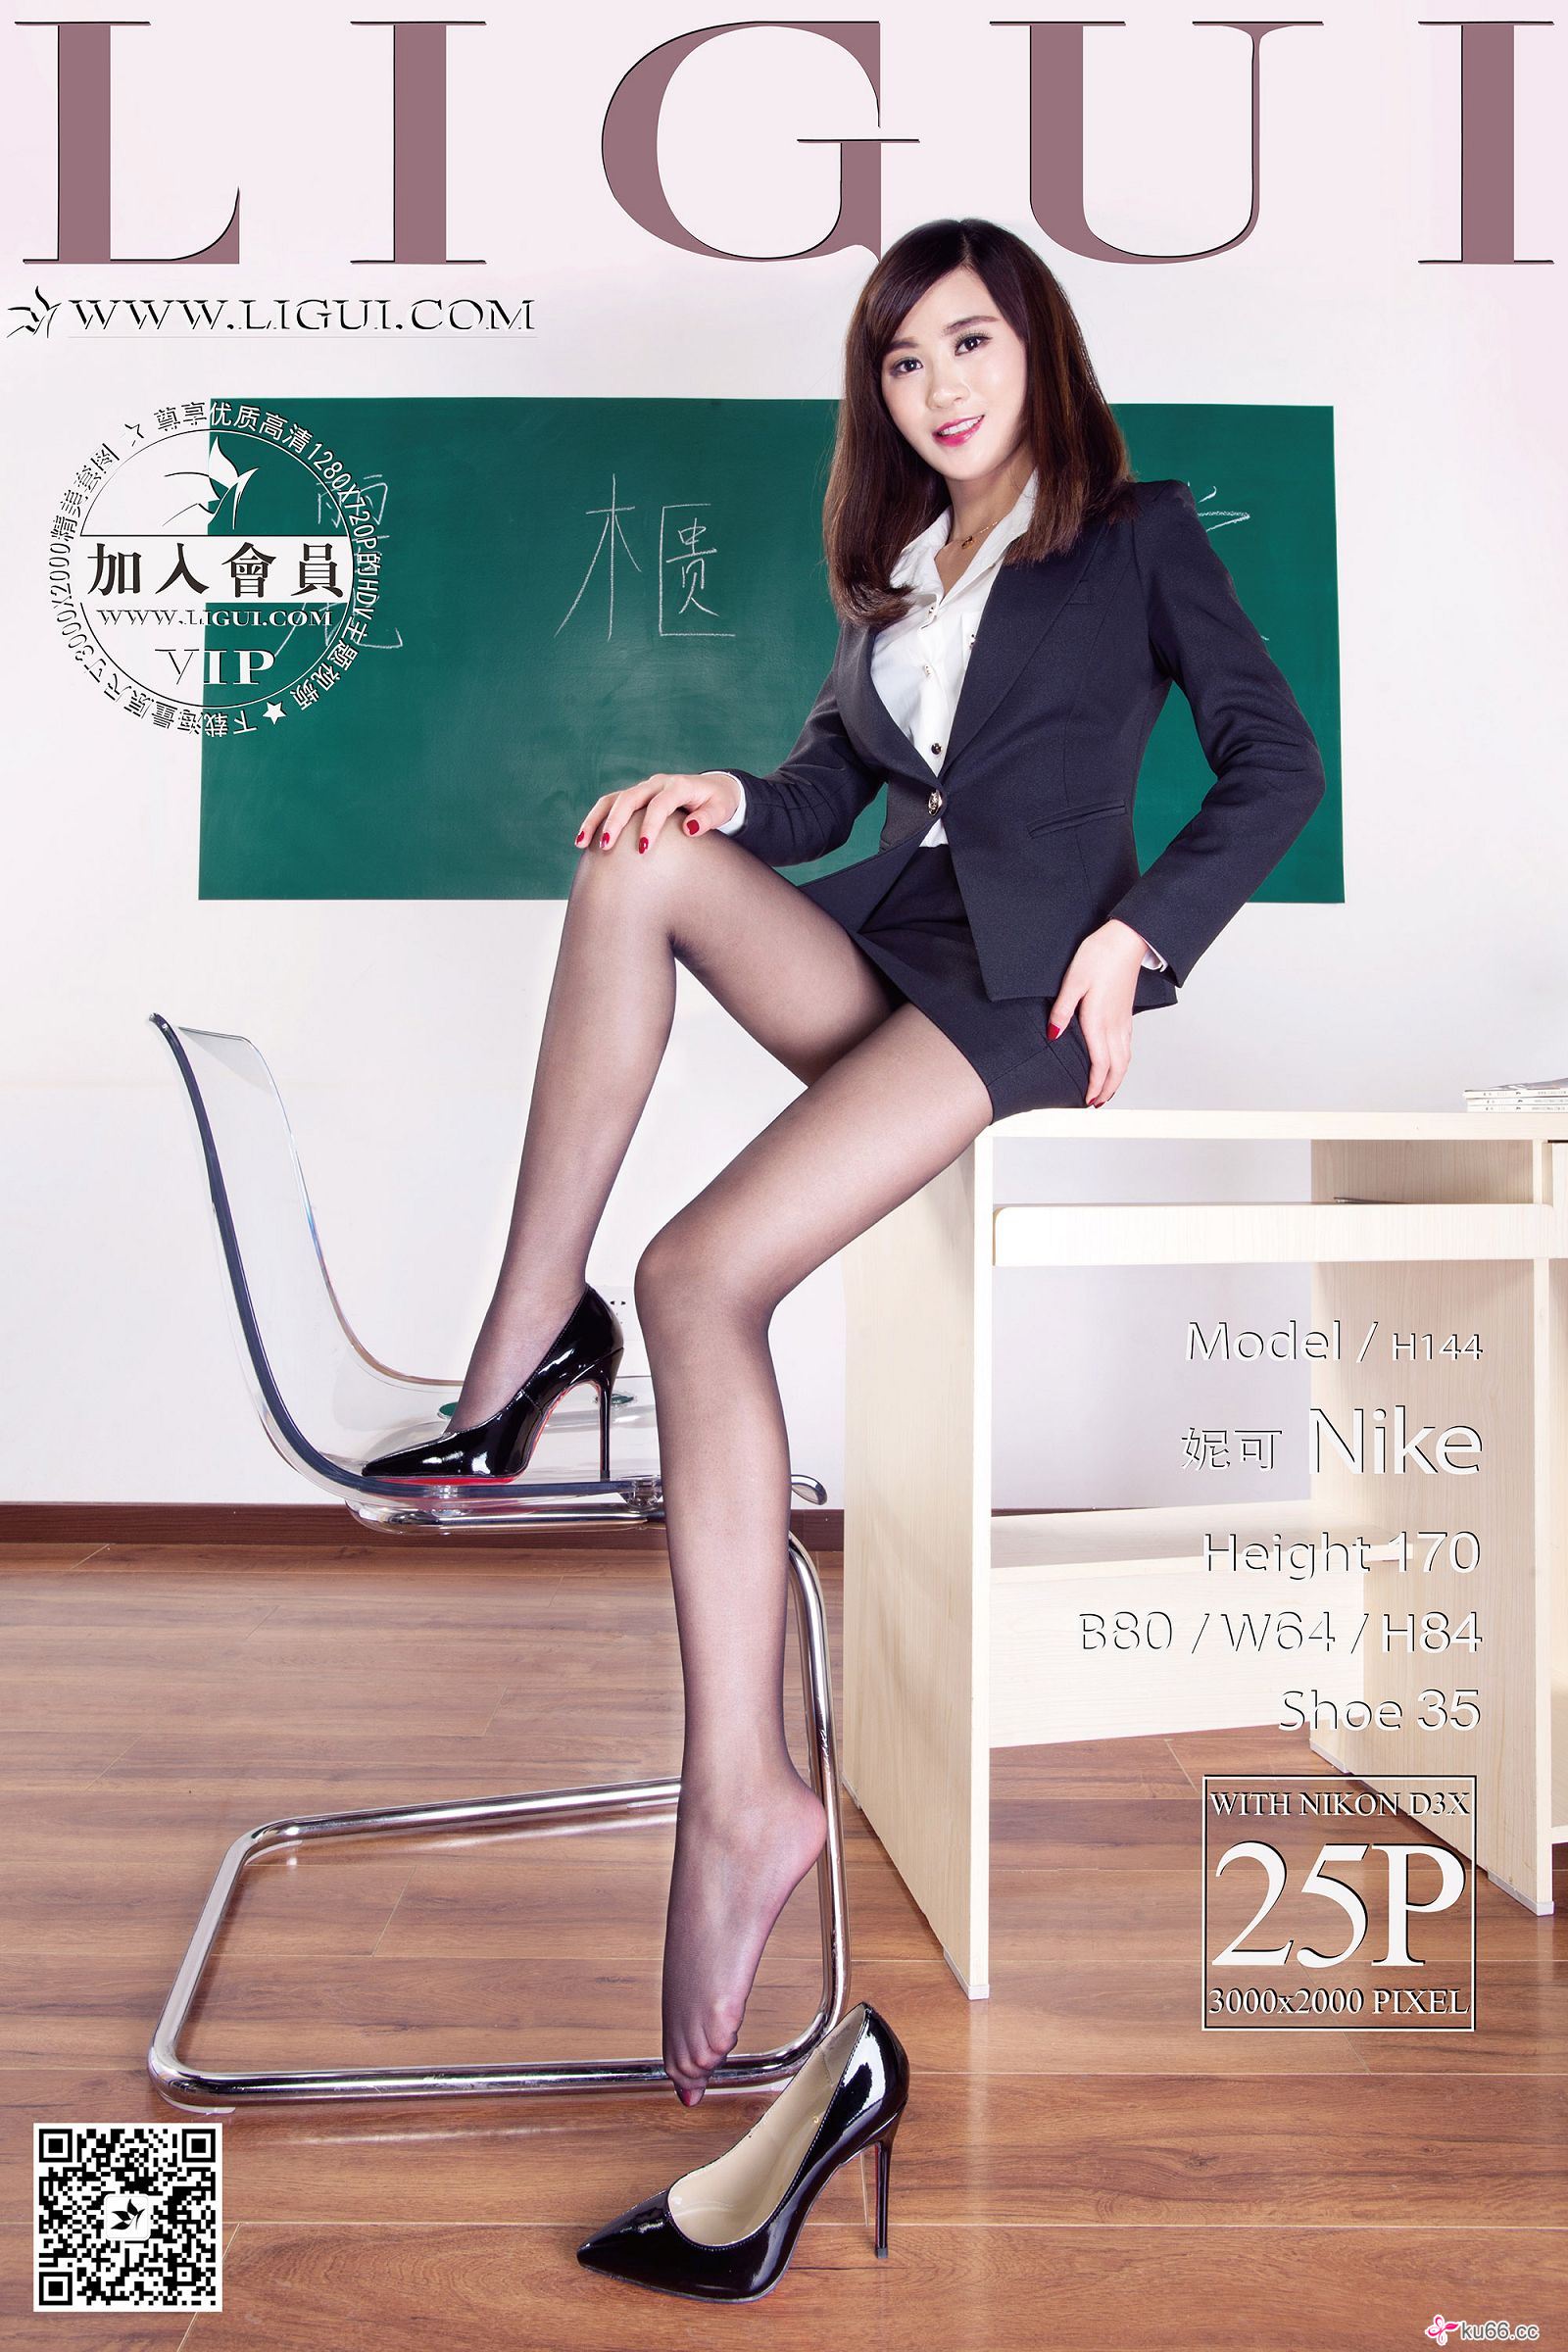 LIGUI
WWW.LIGUI.COM
尊享优质高清1280X720P的HDV主题视频
下载海量原尺寸3000X2000精美套图
加入會員
WWW.LIGUI.COM
VIP
櫃
Model / H144
妮可 Nike
Height 170
B80 / W64 / H84
Shoe 35
WITH NIKON D3X
25P
3000x2000 PIXEL
ku66.cc